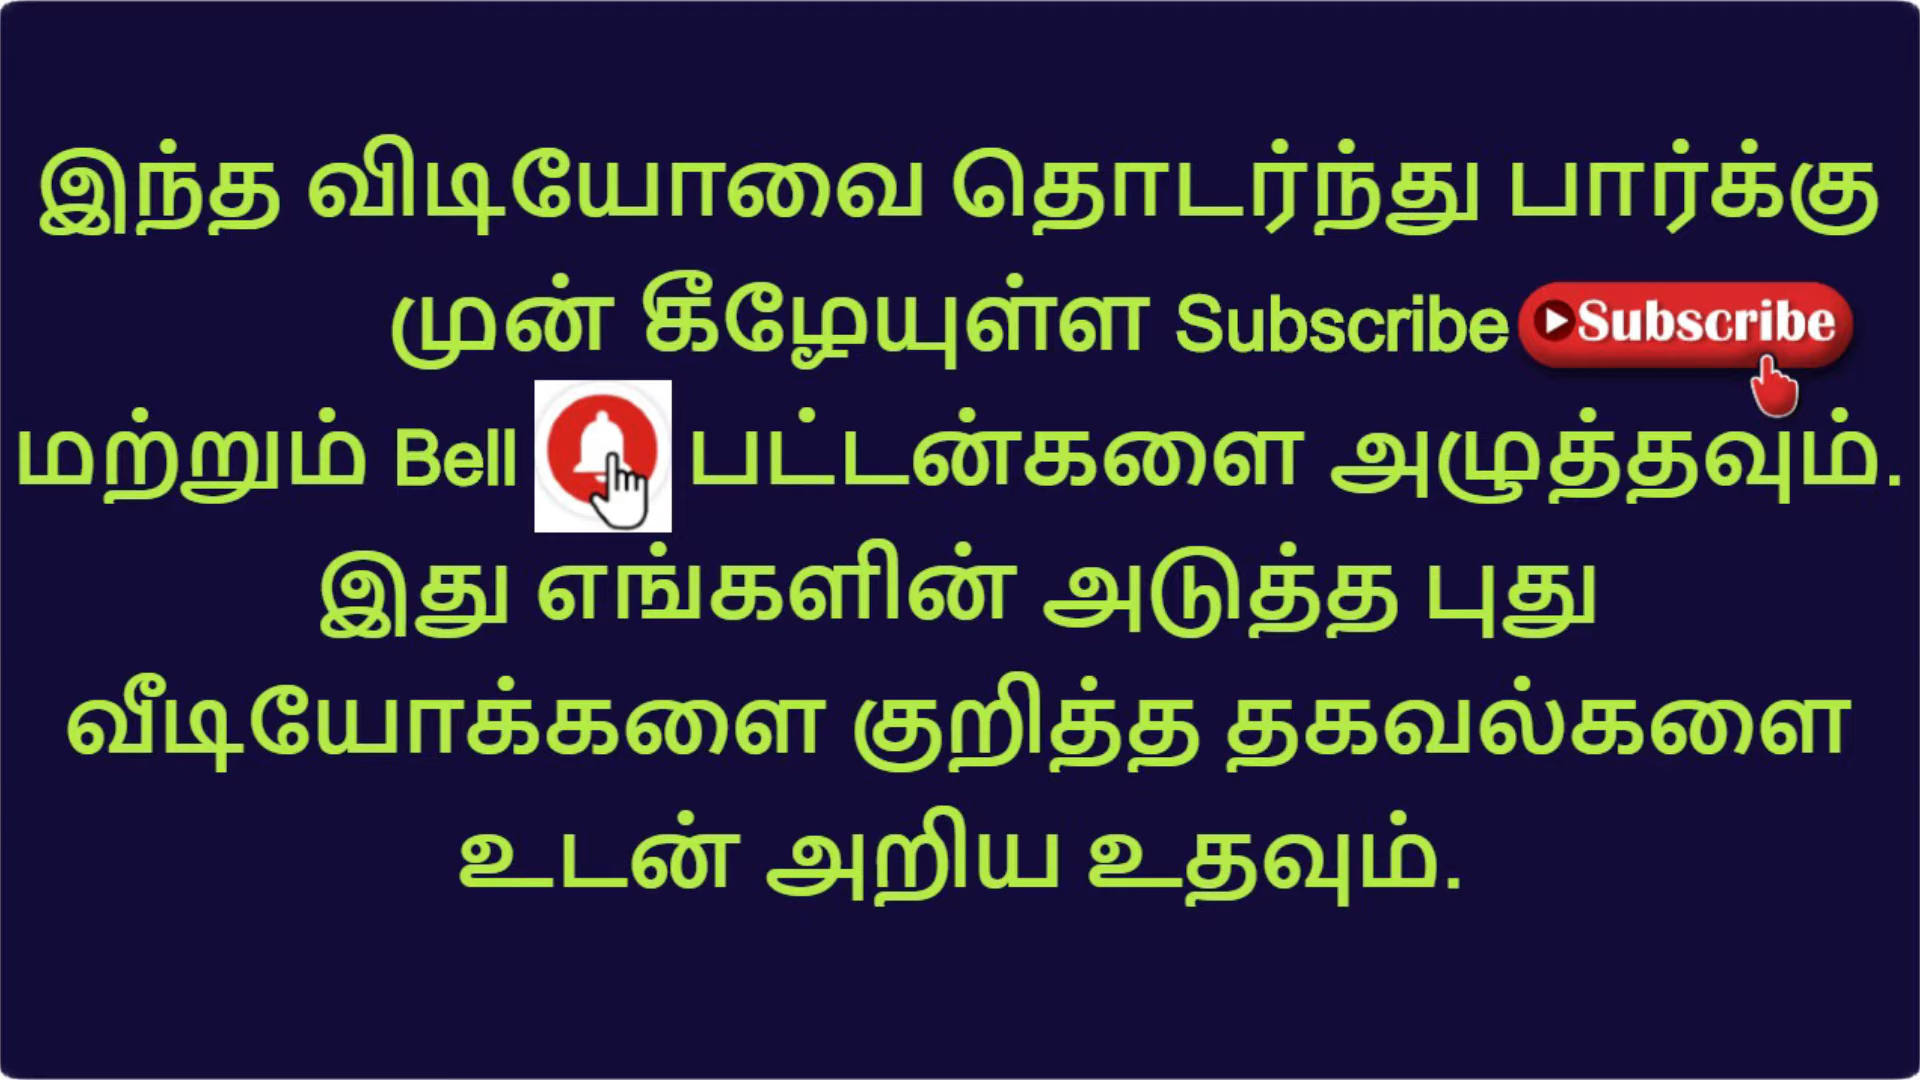 இந்த விடியோவை தொடர்ந்து பார்க்கு
முன் கீழேயுள்ள Subscribe Subscribe
மற்றும் Bell பட்டன்களை அழுத்தவும்.
இது எங்களின் அடுத்த புது
வீடியோக்களை குறித்த தகவல்களை
உடன் அறிய உதவும்.